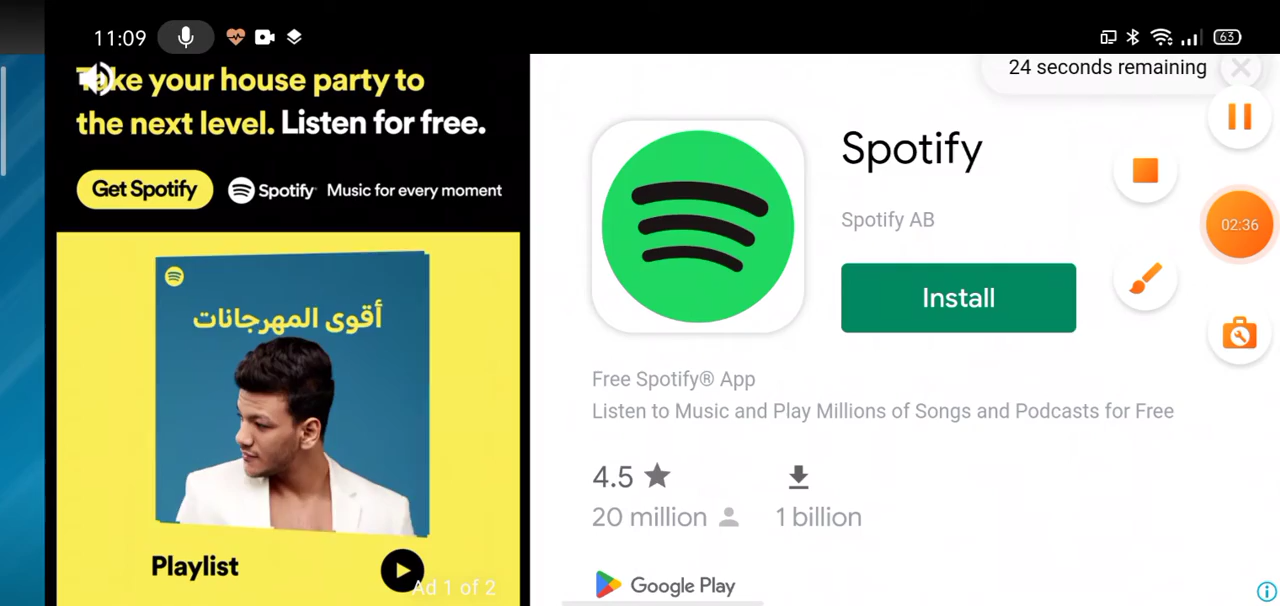 11:09
63
Take your house party to
the next level. Listen for free.
Get Spotify
Spotify
Music for every moment
أقوى المهرجانات
Playlist
Ad 1 of 2
24 seconds remaining
Spotify
Spotify AB
Install
02:36
Free Spotify® App
Listen to Music and Play Millions of Songs and Podcasts for Free
4.5
20 million
1 billion
Google Play